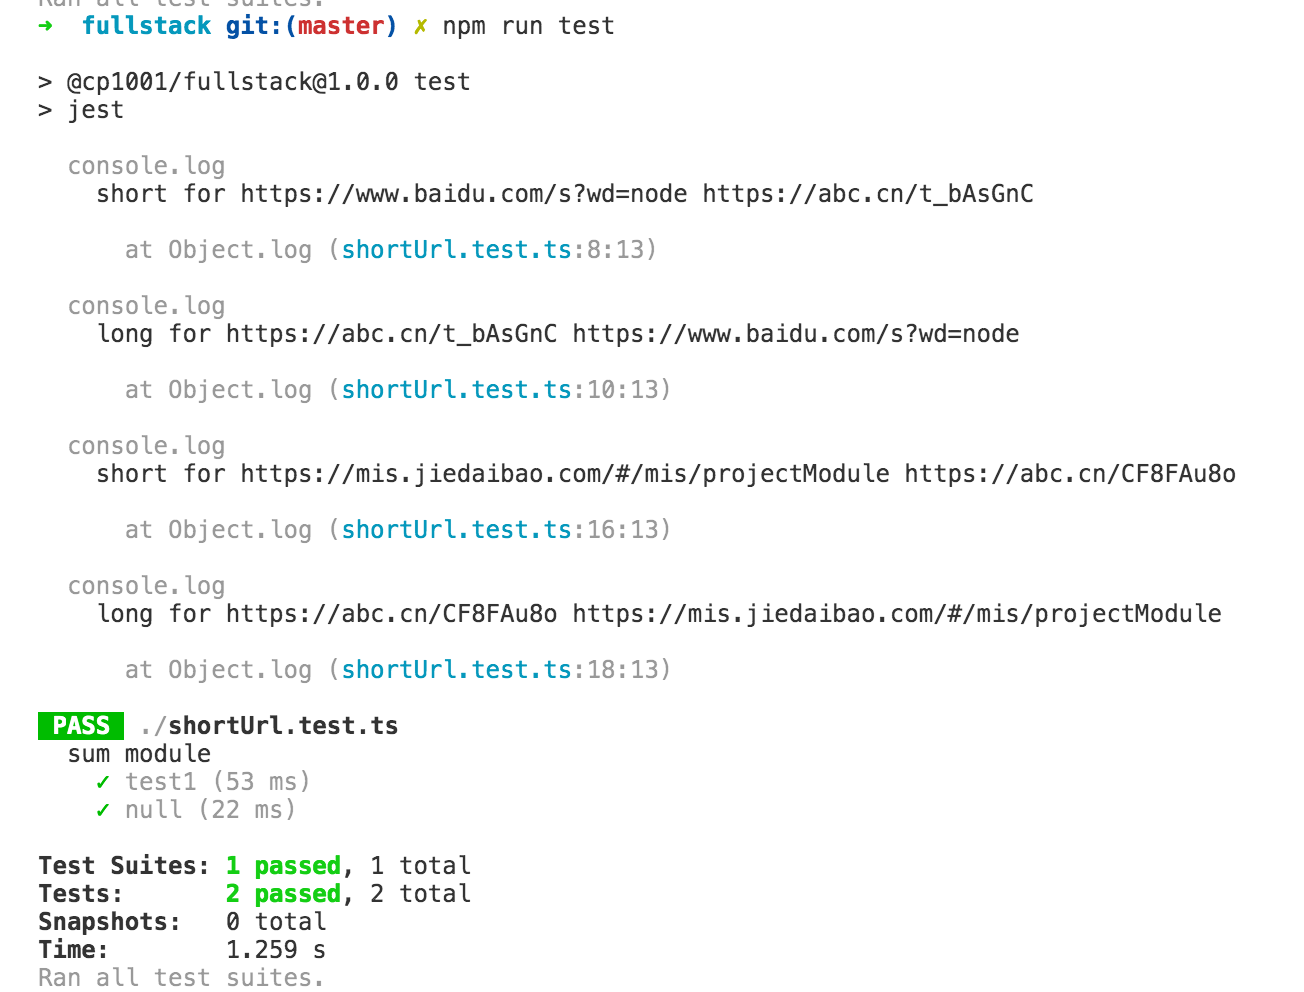 Ran all test suites.
➜  fullstack git:(master) ✗ npm run test
> @cp1001/fullstack@1.0.0 test
> jest
console.log
short for https://www.baidu.com/s?wd=node https://abc.cn/t_bAsGnC
at Object.log (shortUrl.test.ts:8:13)
console.log
long for https://abc.cn/t_bAsGnC https://www.baidu.com/s?wd=node
at Object.log (shortUrl.test.ts:10:13)
console.log
short for https://mis.jiedaibao.com/#/mis/projectModule https://abc.cn/CF8FAu8o
at Object.log (shortUrl.test.ts:16:13)
console.log
long for https://abc.cn/CF8FAu8o https://mis.jiedaibao.com/#/mis/projectModule
at Object.log (shortUrl.test.ts:18:13)
PASS ./shortUrl.test.ts
sum module
✓ test1 (53 ms)
✓ null (22 ms)
Test Suites: 1 passed, 1 total
Tests:       2 passed, 2 total
Snapshots:   0 total
Time:        1.259 s
Ran all test suites.